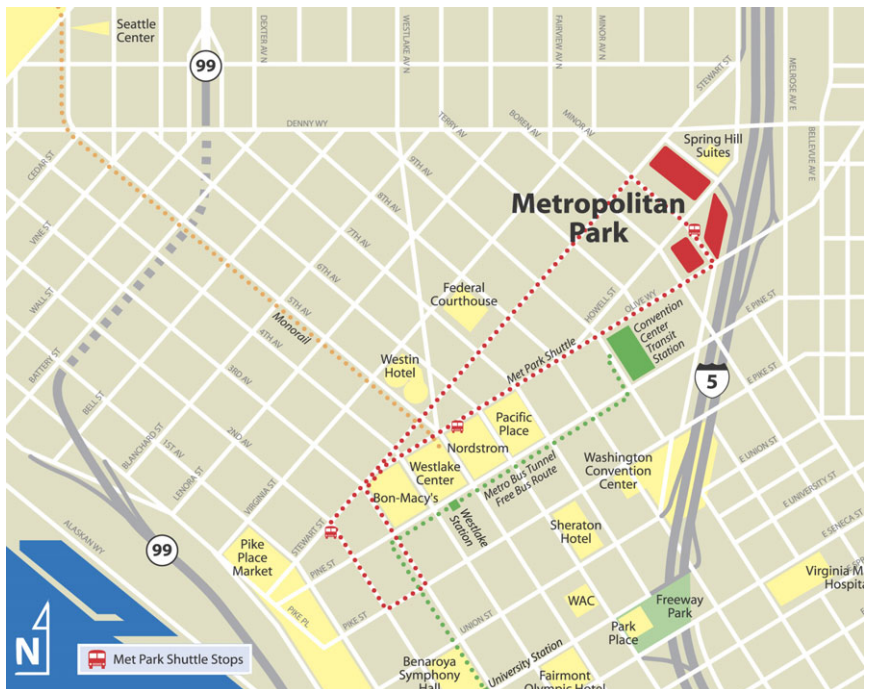 Seattle
Center
99
DEXTER AV N
WESTLAKE AV N
FAIRVIEW AV N
MINOR AV N
STEWART ST
MELROSE AV E
BELLEVUE AV E
DENNY WY
TERRY AV
BOREN AV
MINOR AV
9TH AV
8TH AV
7TH AV
6TH AV
5TH AV
4TH AV
3RD AV
2ND AV
1ST AV
CEDAR ST
VINE ST
WALL ST
BATTERY ST
BELL ST
BLANCHARD ST
LENORA ST
VIRGINIA ST
ALASKAN WY
Monorail
Spring Hill
Suites
Metropolitan
Park
Federal
Courthouse
HOWELL ST
OLIVE WY
Convention
Center
Transit
Station
E PINE ST
Met Park Shuttle
Westin
Hotel
5
E PIKE ST
Pacific
Place
Nordstrom
Westlake
Center
Bon-Macy's
Metro Bus Tunnel
Free Bus Route
Westlake
Station
Washington
Convention
Center
E UNION ST
E UNIVERSITY ST
E SENECA ST
Sheraton
Hotel
STEWART ST
PINE ST
PIKE ST
PIKE PL
UNION ST
99
Pike
Place
Market
WAC
Park
Place
Freeway
Park
Virginia M
Hospita
University Station
Benaroya
Symphony
Hall
Fairmont
Olympic Hotel
N
Met Park Shuttle Stops